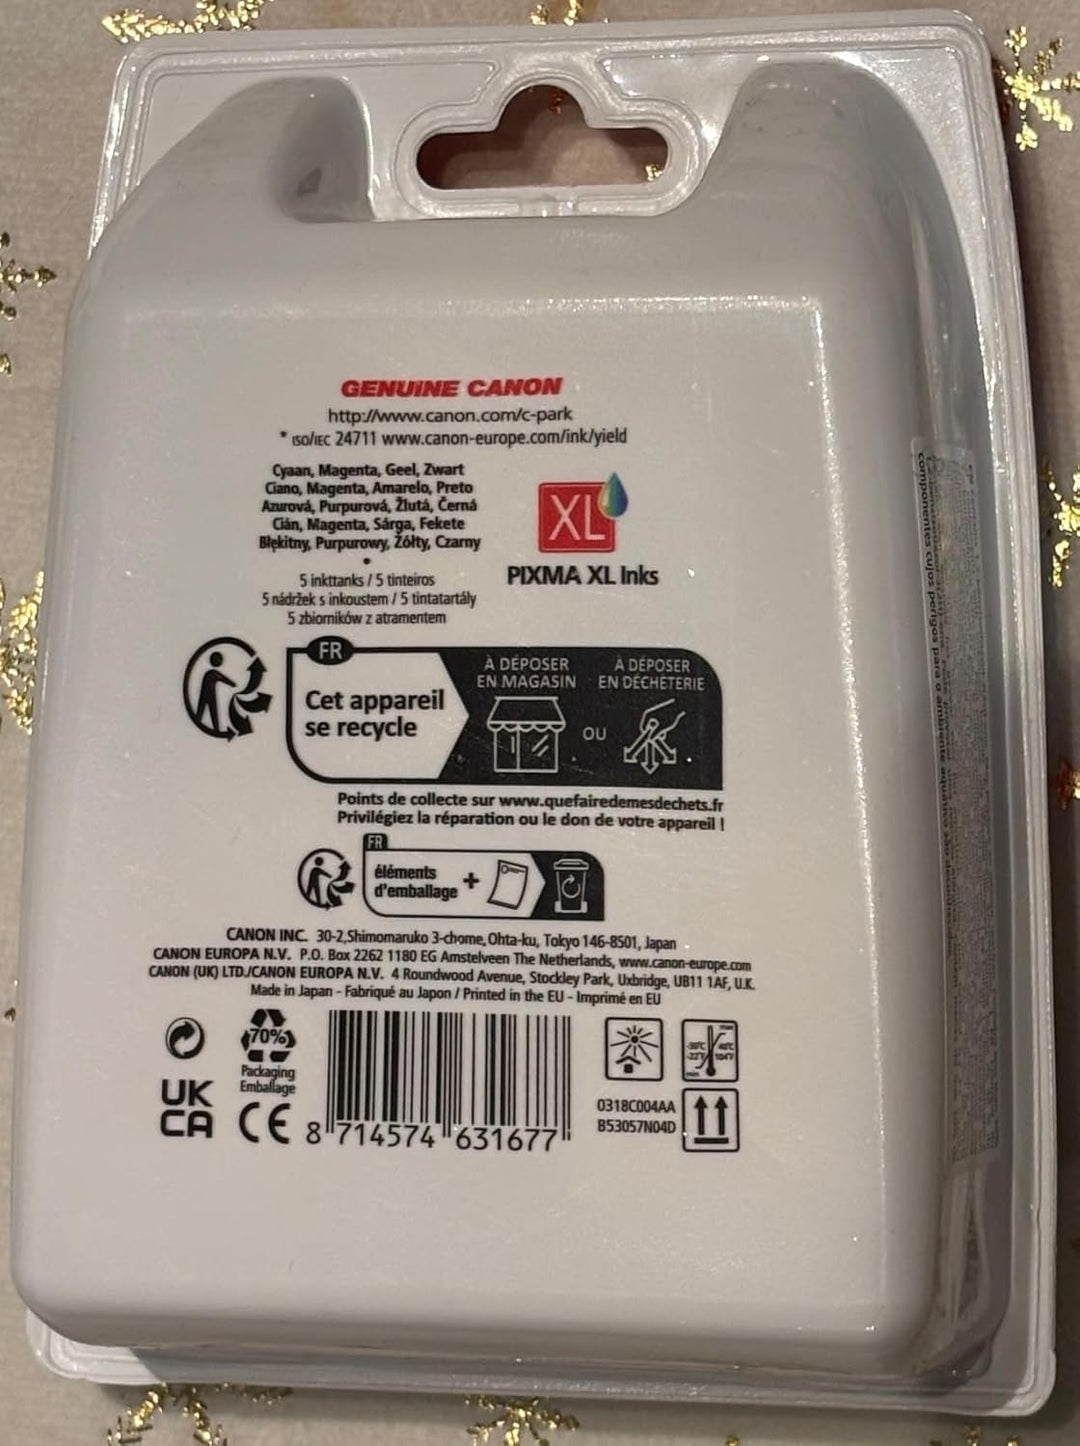 GENUINE CANON
http://www.canon.com/c-park
* ISO/IEC 24711 www.canon-europe.com/ink/yield
Cyaan, Magenta, Geel, Zwart
Ciano, Magenta, Amarelo, Preto
Azurová, Purpurová, Žlutá, Černá
Cián, Magenta, Sárga, Fekete
Błękitny, Purpurowy, Żółty, Czarny
•
5 inkttanks / 5 tinteiros
5 nádržek s inkoustem / 5 tintatartály
5 zbiorników z atramentem
XL
PIXMA XL Inks
FR
Cet appareil
se recycle
À DÉPOSER
EN MAGASIN
OU
À DÉPOSER
EN DÉCHÈTERIE
Points de collecte sur www.quefairedemesdechets.fr
Privilégiez la réparation ou le don de votre appareil !
FR
éléments
d'emballage
+
CANON INC. 30-2, Shimomaruko 3-chome, Ohta-ku, Tokyo 146-8501, Japan
CANON EUROPA N.V. P.O. Box 2262 1180 EG Amstelveen The Netherlands, www.canon-europe.com
CANON (UK) LTD./CANON EUROPA N.V. 4 Roundwood Avenue, Stockley Park, Uxbridge, UB11 1AF, U.K.
Made in Japan - Fabriqué au Japon / Printed in the EU - Imprimé en EU
70%
Packaging
Emballage
UK
CA
CE
8 714574 631677
max
-30°C 40°C
-22°F 104°F
min
0318C004AA
B53057N04D
componentes cujos perigos para o ambiente aquático são